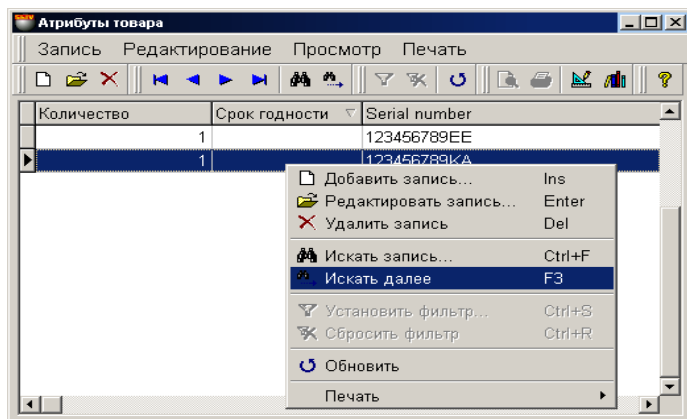 Атрибуты товара
Запись Редактирование Просмотр Печать
Количество Срок годности Serial number
1 123456789EE
1 123456789KA
Добавить запись... Ins
Редактировать запись... Enter
Удалить запись Del
Искать запись... Ctrl+F
Искать далее F3
Установить фильтр... Ctrl+S
Сбросить фильтр Ctrl+R
Обновить
Печать